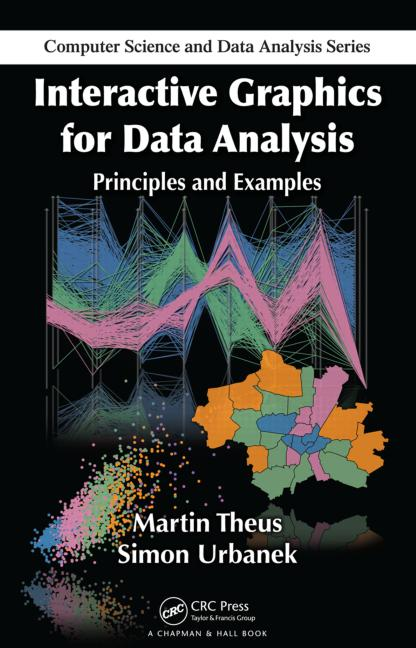 Computer Science and Data Analysis Series
Interactive Graphics
for Data Analysis
Principles and Examples
Martin Theus
Simon Urbanek
CRC
CRC Press
Taylor & Francis Group
A CHAPMAN & HALL BOOK